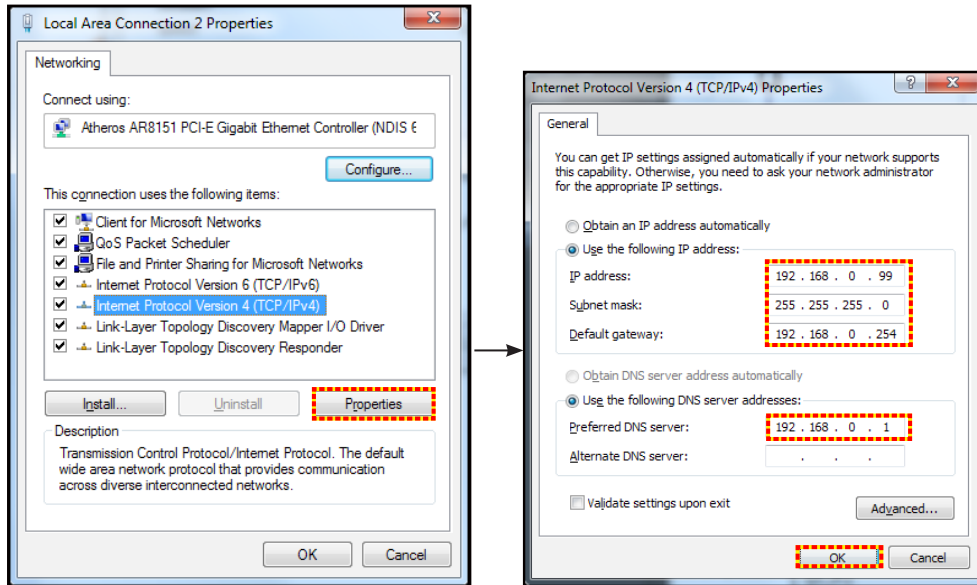 Local Area Connection 2 Properties
Networking
Connect using:
Atheros AR8151 PCI-E Gigabit Ethernet Controller (NDIS 6
Configure...
This connection uses the following items:
Client for Microsoft Networks
QoS Packet Scheduler
File and Printer Sharing for Microsoft Networks
Internet Protocol Version 6 (TCP/IPv6)
Internet Protocol Version 4 (TCP/IPv4)
Link-Layer Topology Discovery Mapper I/O Driver
Link-Layer Topology Discovery Responder
Install...
Uninstall
Properties
Description
Transmission Control Protocol/Internet Protocol. The default
wide area network protocol that provides communication
across diverse interconnected networks.
OK
Cancel
Internet Protocol Version 4 (TCP/IPv4) Properties
General
You can get IP settings assigned automatically if your network supports
this capability. Otherwise, you need to ask your network administrator
for the appropriate IP settings.
Obtain an IP address automatically
Use the following IP address:
IP address: 192 . 168 . 0 . 99
Subnet mask: 255 . 255 . 255 . 0
Default gateway: 192 . 168 . 0 . 254
Obtain DNS server address automatically
Use the following DNS server addresses:
Preferred DNS server: 192 . 168 . 0 . 1
Alternate DNS server: . . .
Validate settings upon exit
Advanced...
OK
Cancel